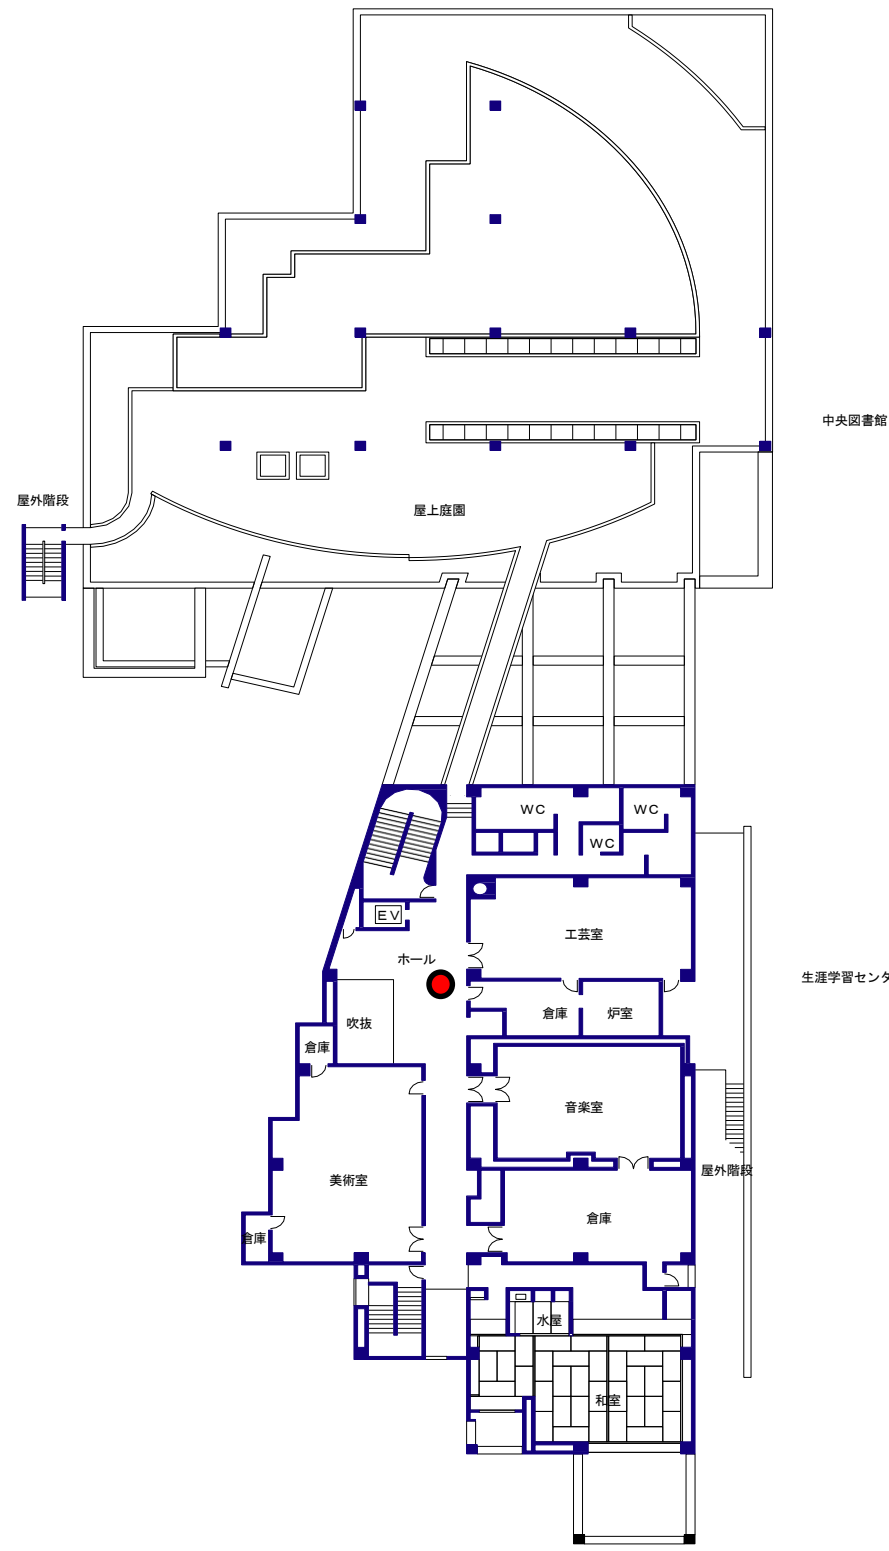 中央図書館
屋外階段
屋上庭園
WC
WC
WC
EV
工芸室
ホール
生涯学習センタ
倉庫
炉室
吹抜
倉庫
音楽室
屋外階段
美術室
倉庫
倉庫
水屋
和室